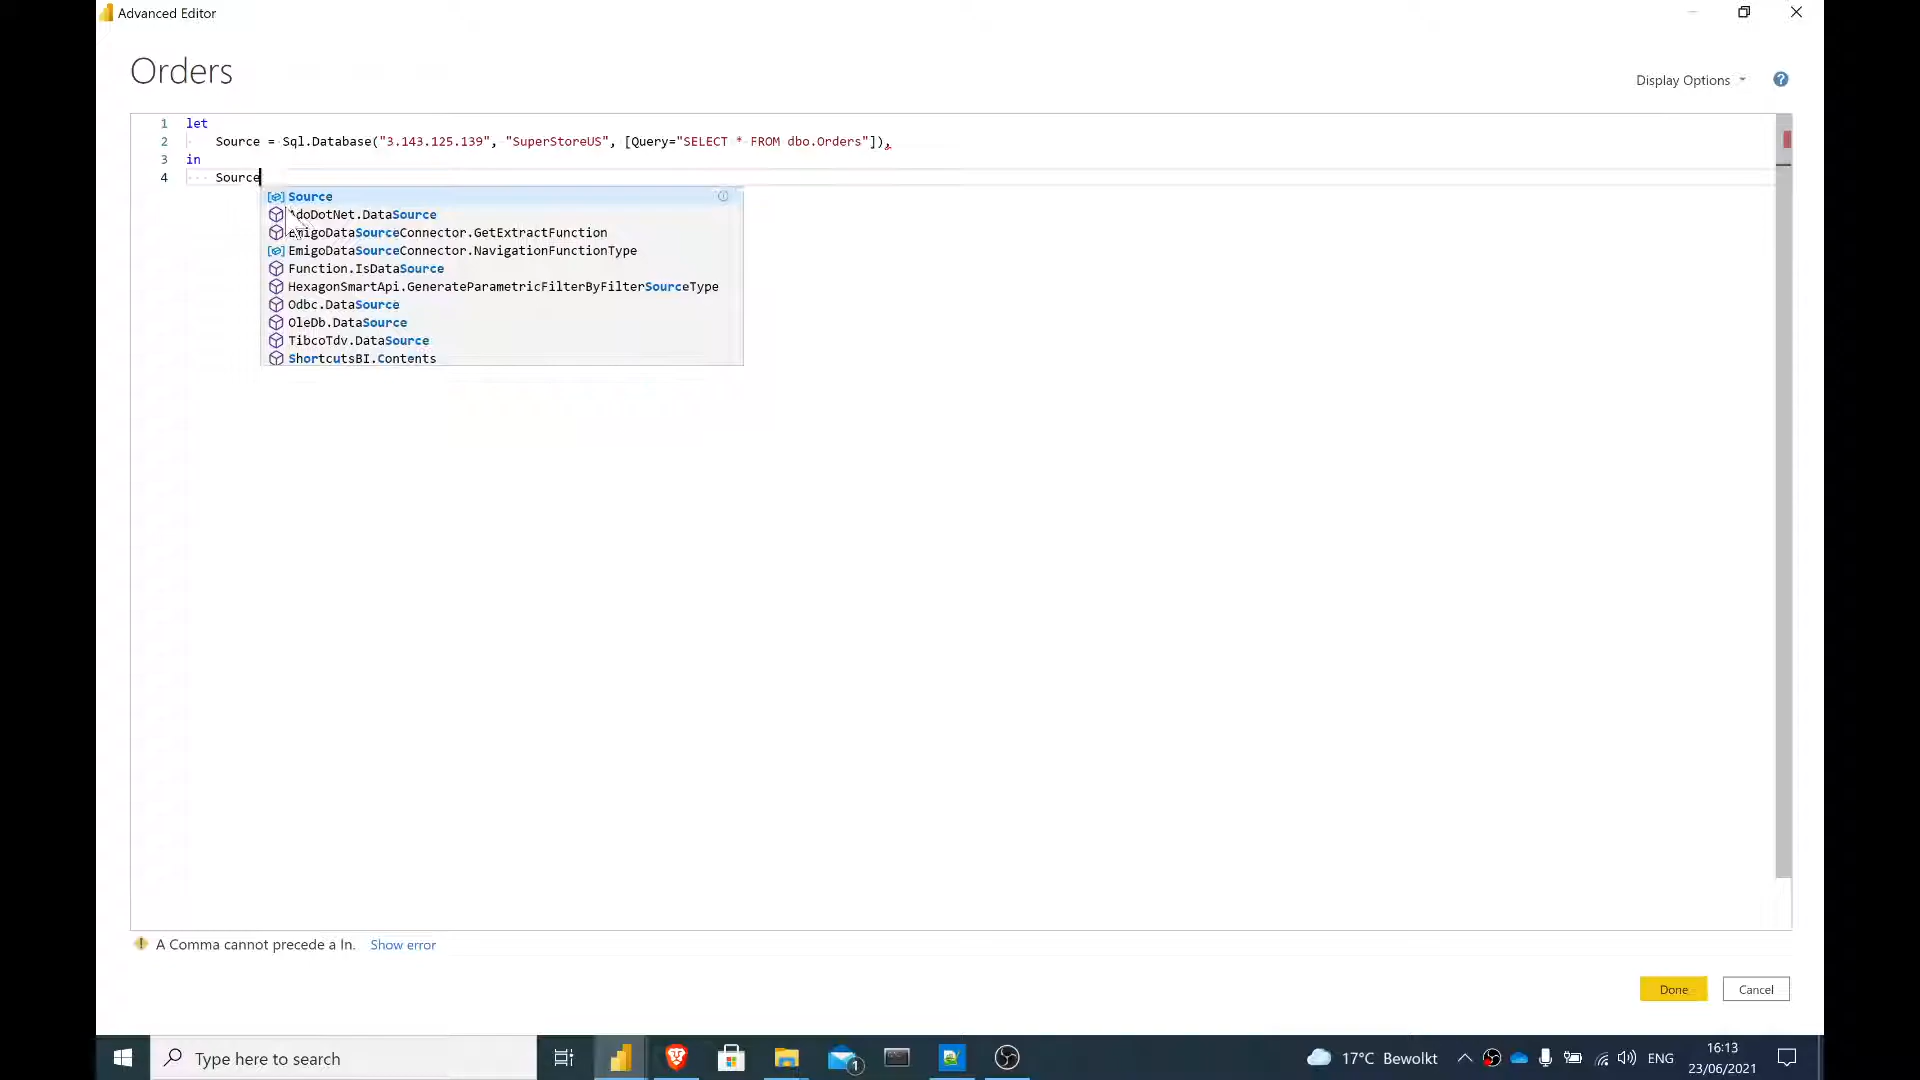 Advanced Editor
Orders
Display Options
?
1 let
2 Source = Sql.Database("3.143.125.139", "SuperStoreUS", [Query="SELECT * FROM dbo.Orders"]),
3 in
4 Source
Source
AdoDotNet.DataSource
EmigoDataSourceConnector.GetExtractFunction
EmigoDataSourceConnector.NavigationFunctionType
Function.IsDataSource
HexagonSmartApi.GenerateParametricFilterByFilterSourceType
Odbc.DataSource
OleDb.DataSource
TibcoTdv.DataSource
ShortcutsBI.Contents
A Comma cannot precede a In. Show error
Done Cancel
Type here to search
1
17°C Bewolkt
ENG
16:13
23/06/2021